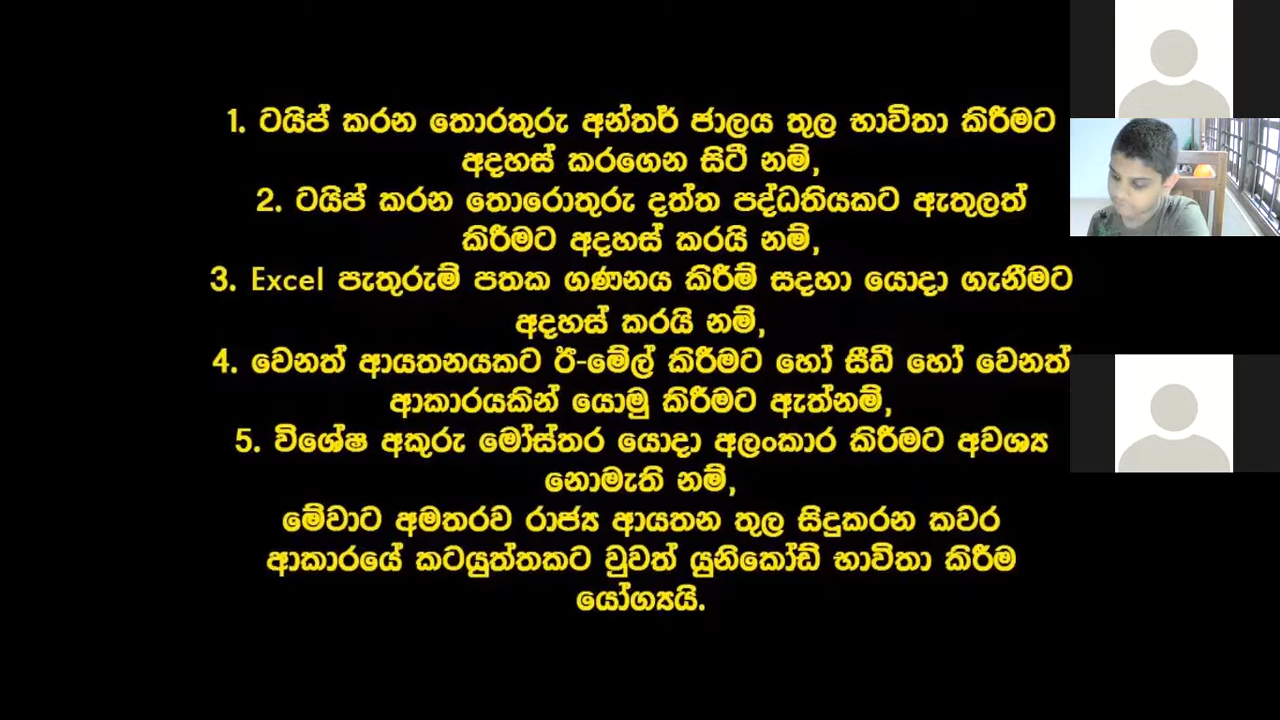 1. ටයිප් කරන තොරතුරු අන්තර් ජාලය තුල භාවිතා කිරීමට
අදහස් කරගෙන සිටී නම්,
2. ටයිප් කරන තොරොතුරු දත්ත පද්ධතියකට ඇතුලත්
කිරීමට අදහස් කරයි නම්,
3. Excel පැතුරුම් පතක ගණනය කිරීම් සදහා යොදා ගැනීමට
අදහස් කරයි නම්,
4. වෙනත් ආයතනයකට ඊ-මේල් කිරීමට හෝ සීඩී හෝ වෙනත්
ආකාරයකින් යොමු කිරීමට ඇත්නම්,
5. විශේෂ අකුරු මෝස්තර යොදා අලංකාර කිරීමට අවශ්‍ය
නොමැති නම්,
මේවාට අමතරව රාජ්‍ය ආයතන තුල සිදුකරන කවර
ආකාරයේ කටයුත්තකට වුවත් යුනිකෝඩ් භාවිතා කිරීම
යෝග්‍යයි.